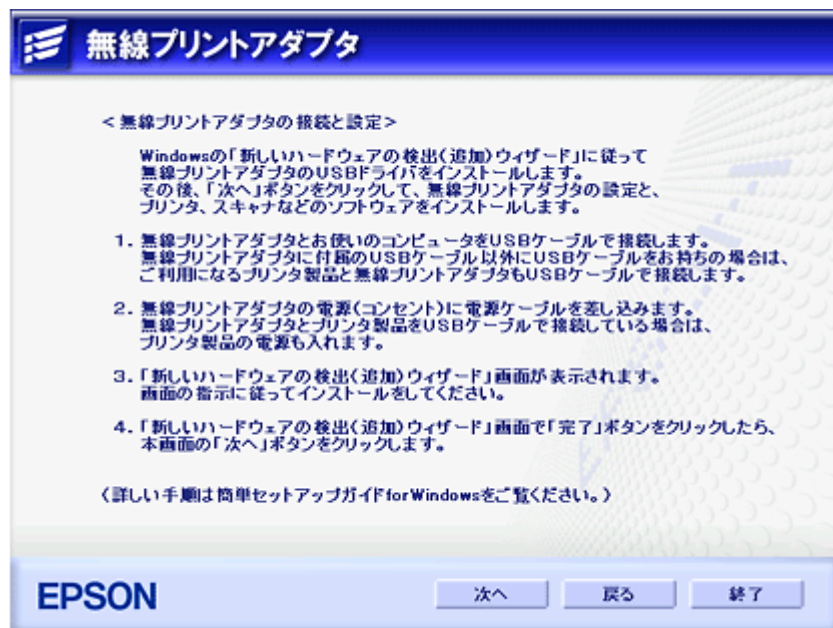 無線プリントアダプタ
＜無線プリントアダプタの接続と設定＞
Windowsの「新しいハードウェアの検出(追加)ウィザード」に従って
無線プリントアダプタのUSBドライバをインストールします。
その後、「次へ」ボタンをクリックして、無線プリントアダプタの設定と、
プリンタ、スキャナなどのソフトウェアをインストールします。
1. 無線プリントアダプタとお使いのコンピュータをUSBケーブルで接続します。
無線プリントアダプタに付属のUSBケーブル以外にUSBケーブルをお持ちの場合は、
ご利用になるプリンタ製品と無線プリントアダプタもUSBケーブルで接続します。
2. 無線プリントアダプタの電源(コンセント)に電源ケーブルを差し込みます。
無線プリントアダプタとプリンタ製品をUSBケーブルで接続している場合は、
プリンタ製品の電源も入れます。
3.「新しいハードウェアの検出(追加)ウィザード」画面が表示されます。
画面の指示に従ってインストールをしてください。
4.「新しいハードウェアの検出(追加)ウィザード」画面で「完了」ボタンをクリックしたら、
本画面の「次へ」ボタンをクリックします。
(詳しい手順は簡単セットアップガイドforWindowsをご覧ください。)
EPSON
次へ 戻る 終了